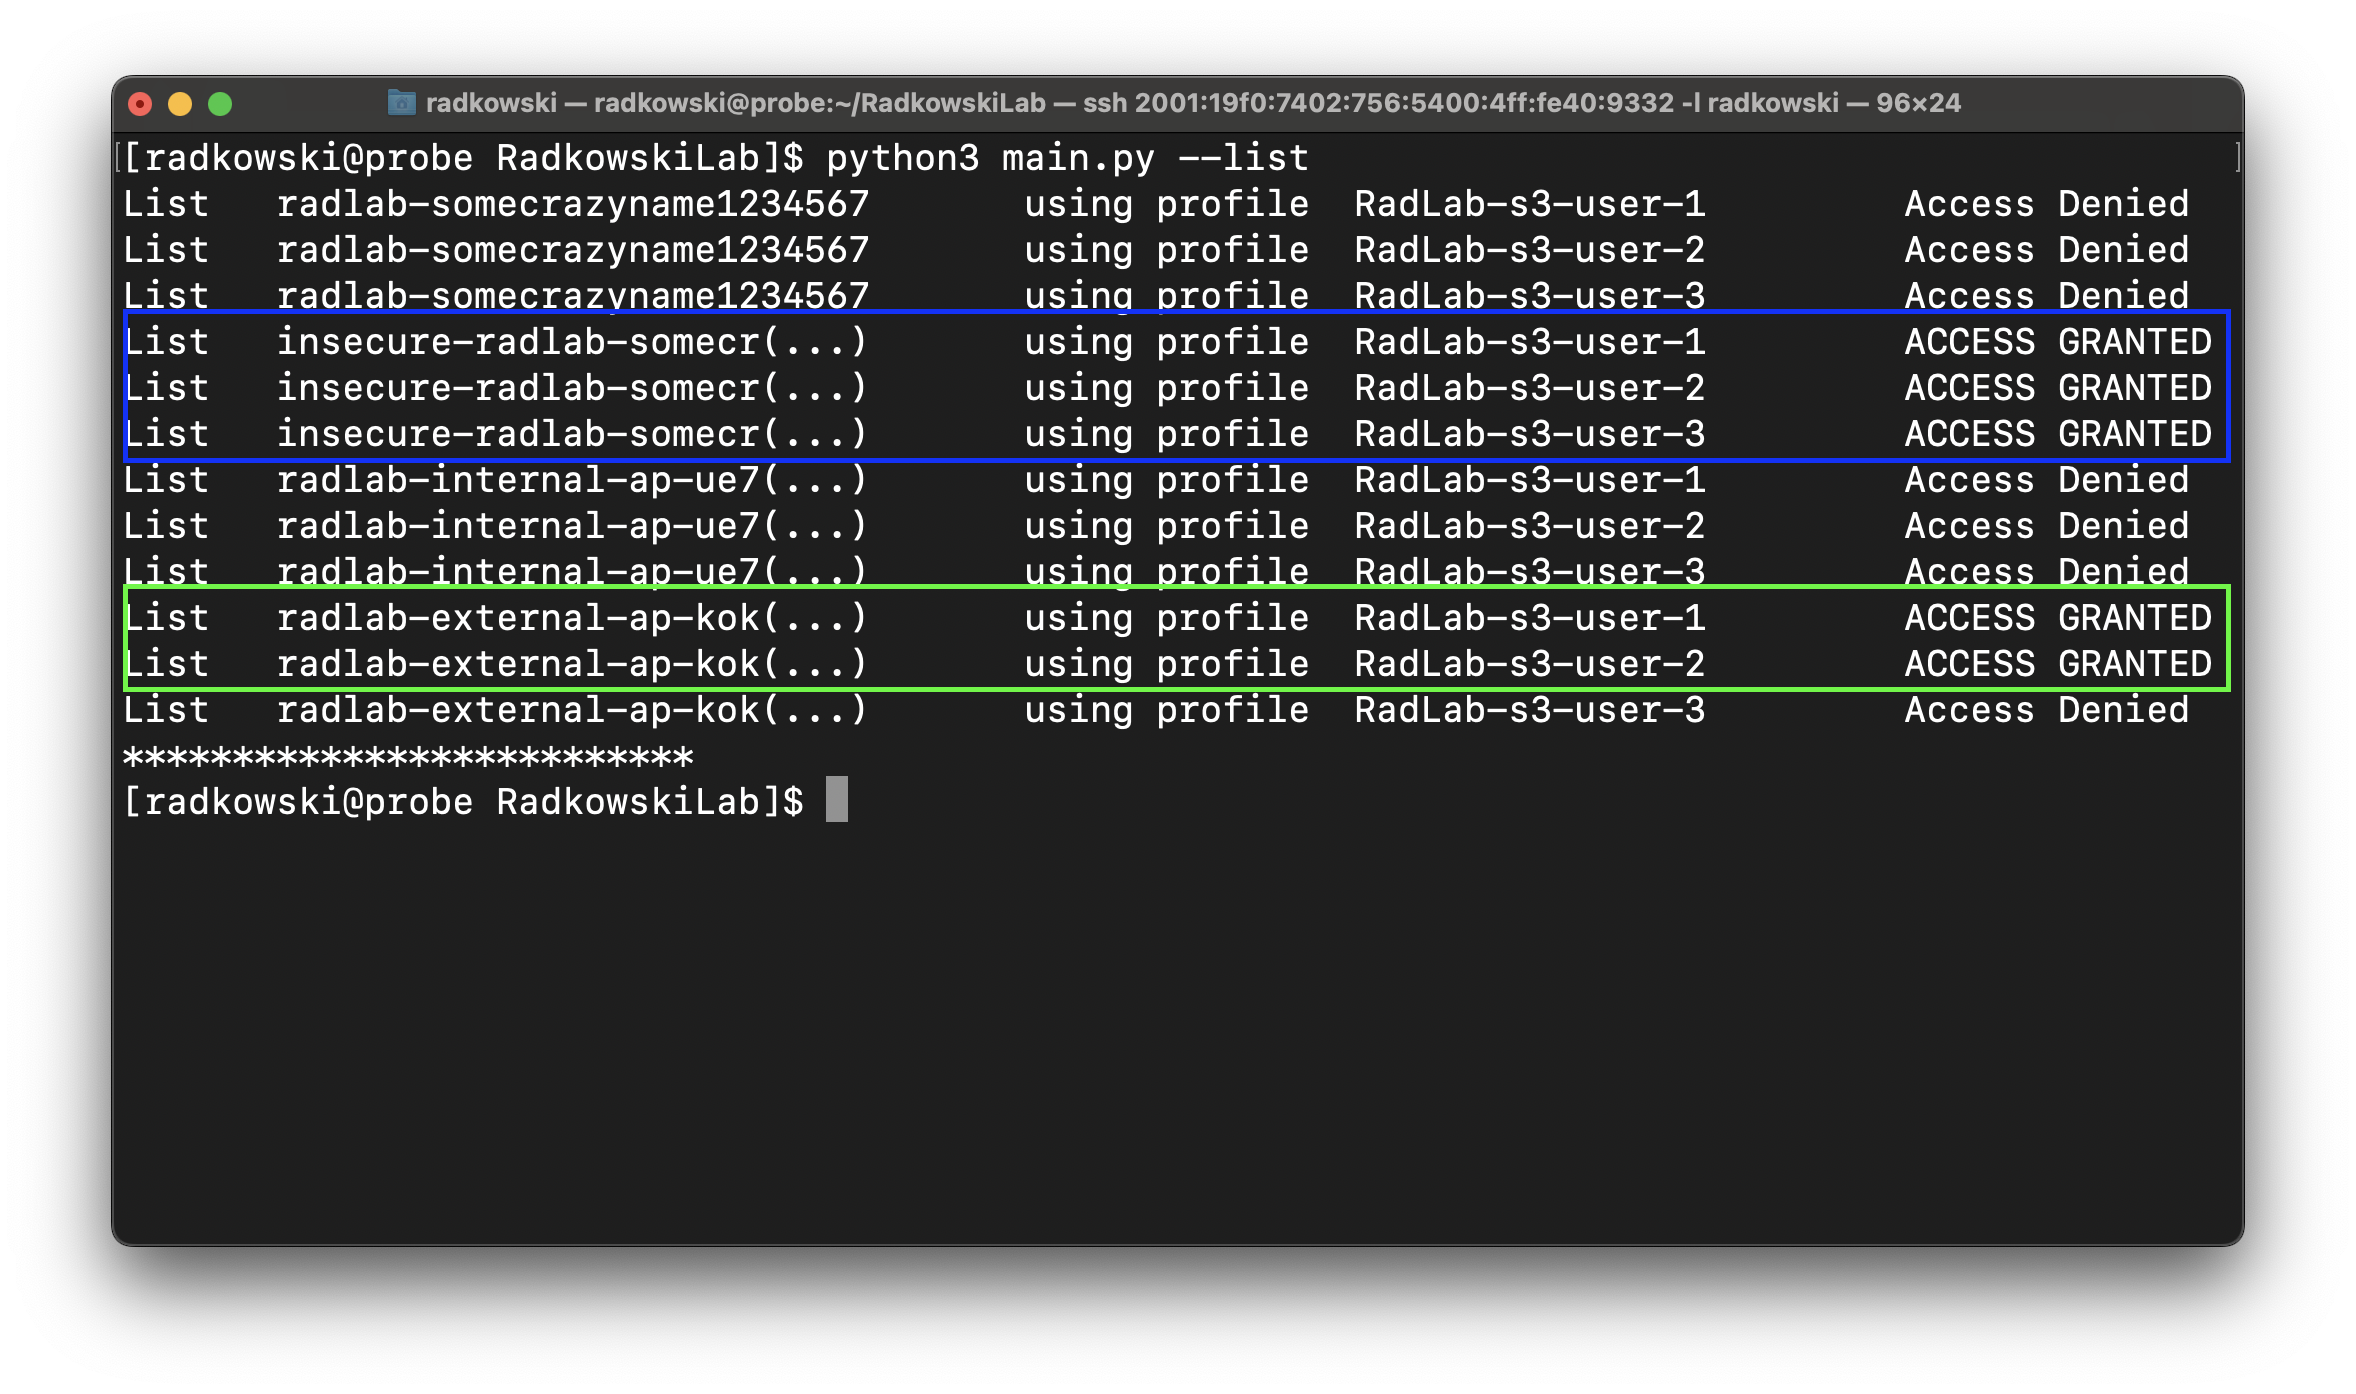 radkowski — radkowski@probe:~/RadkowskiLab — ssh 2001:19f0:7402:756:5400:4ff:fe40:9332 -l radkowski — 96×24
[[radkowski@probe RadkowskiLab]$ python3 main.py --list ]
List radlab-somecrazyname1234567 using profile RadLab-s3-user-1 Access Denied
List radlab-somecrazyname1234567 using profile RadLab-s3-user-2 Access Denied
List radlab-somecrazyname1234567 using profile RadLab-s3-user-3 Access Denied
List insecure-radlab-somecr(...) using profile RadLab-s3-user-1 ACCESS GRANTED
List insecure-radlab-somecr(...) using profile RadLab-s3-user-2 ACCESS GRANTED
List insecure-radlab-somecr(...) using profile RadLab-s3-user-3 ACCESS GRANTED
List radlab-internal-ap-ue7(...) using profile RadLab-s3-user-1 Access Denied
List radlab-internal-ap-ue7(...) using profile RadLab-s3-user-2 Access Denied
List radlab-internal-ap-ue7(...) using profile RadLab-s3-user-3 Access Denied
List radlab-external-ap-kok(...) using profile RadLab-s3-user-1 ACCESS GRANTED
List radlab-external-ap-kok(...) using profile RadLab-s3-user-2 ACCESS GRANTED
List radlab-external-ap-kok(...) using profile RadLab-s3-user-3 Access Denied
**************************
[radkowski@probe RadkowskiLab]$